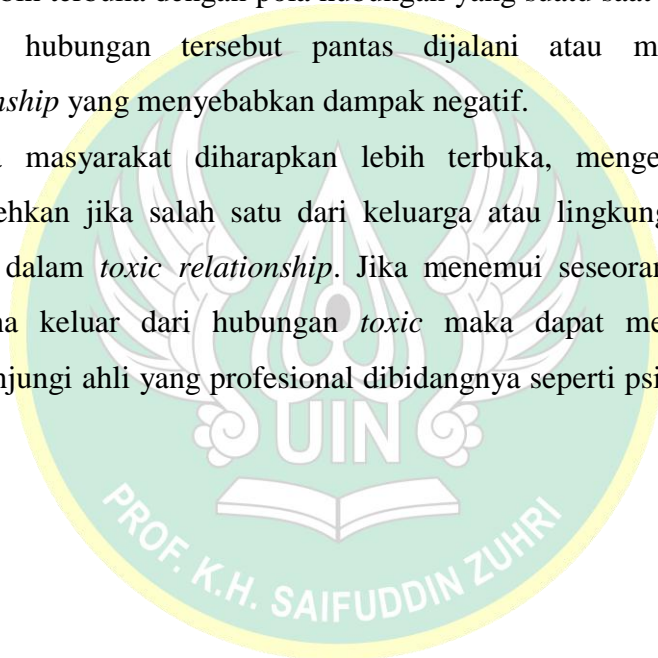 terbuka dengan pola hubungan yang suatu saat
hubungan tersebut pantas dijalani atau m
nship yang menyebabkan dampak negatif.
masyarakat diharapkan lebih terbuka, menge
ehkan jika salah satu dari keluarga atau lingkung
dalam toxic relationship. Jika menemui seseoran
na keluar dari hubungan toxic maka dapat me
njungi ahli yang profesional dibidangnya seperti psi
UIN
PROF. K.H. SAIFUDDIN ZUHRI